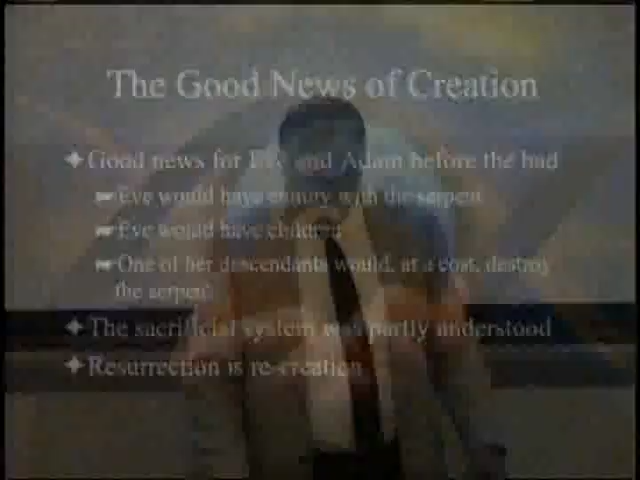 The Good News of Creation
Good news for Eve and Adam before the bad
Eve would have enmity with the serpent
Eve would have children
One of her descendants would, at a cost, destroy
the serpent
The sacrificial system was partly understood
Resurrection is re-creation